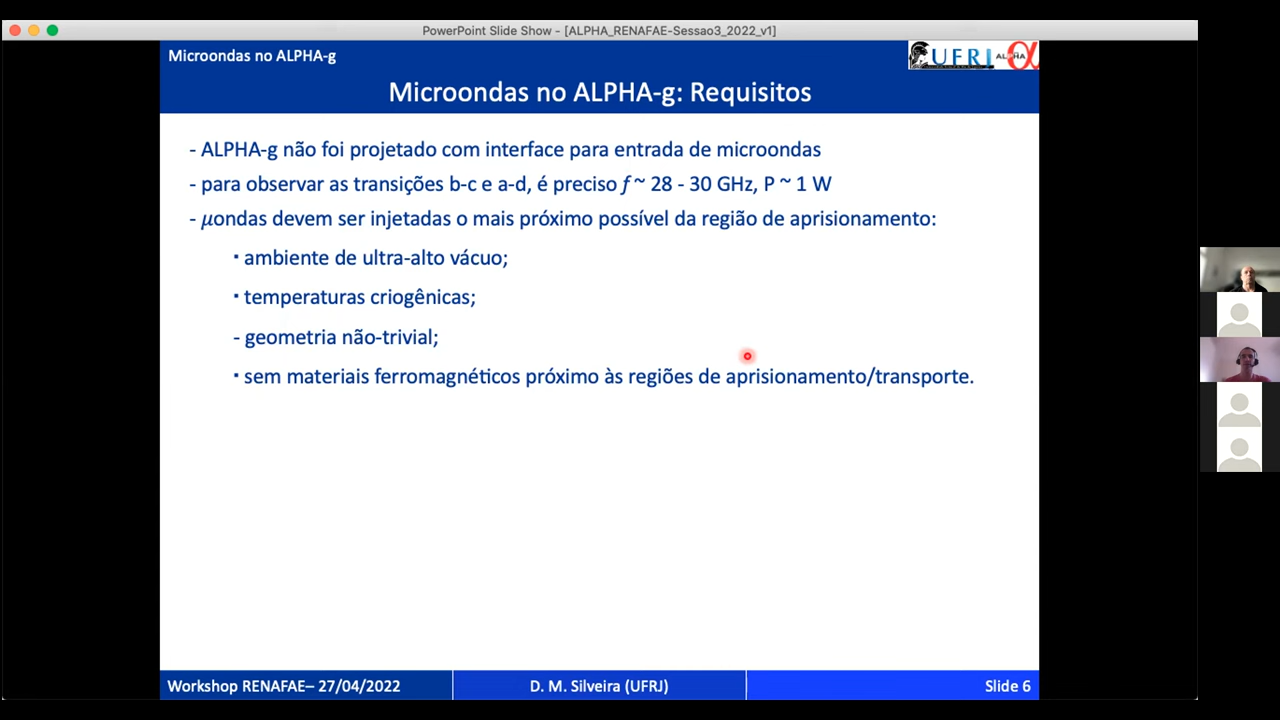 PowerPoint Slide Show - [ALPHA_RENAFAE-Sessao3_2022_v1]
Microondas no ALPHA-g
UFRJ ALPHA
Microondas no ALPHA-g: Requisitos
- ALPHA-g não foi projetado com interface para entrada de microondas
- para observar as transições b-c e a-d, é preciso f ~ 28 - 30 GHz, P ~ 1 W
- µondas devem ser injetadas o mais próximo possível da região de aprisionamento:
▪ ambiente de ultra-alto vácuo;
▪ temperaturas criogênicas;
- geometria não-trivial;
▪ sem materiais ferromagnéticos próximo às regiões de aprisionamento/transporte.
Workshop RENAFAE– 27/04/2022
D. M. Silveira (UFRJ)
Slide 6